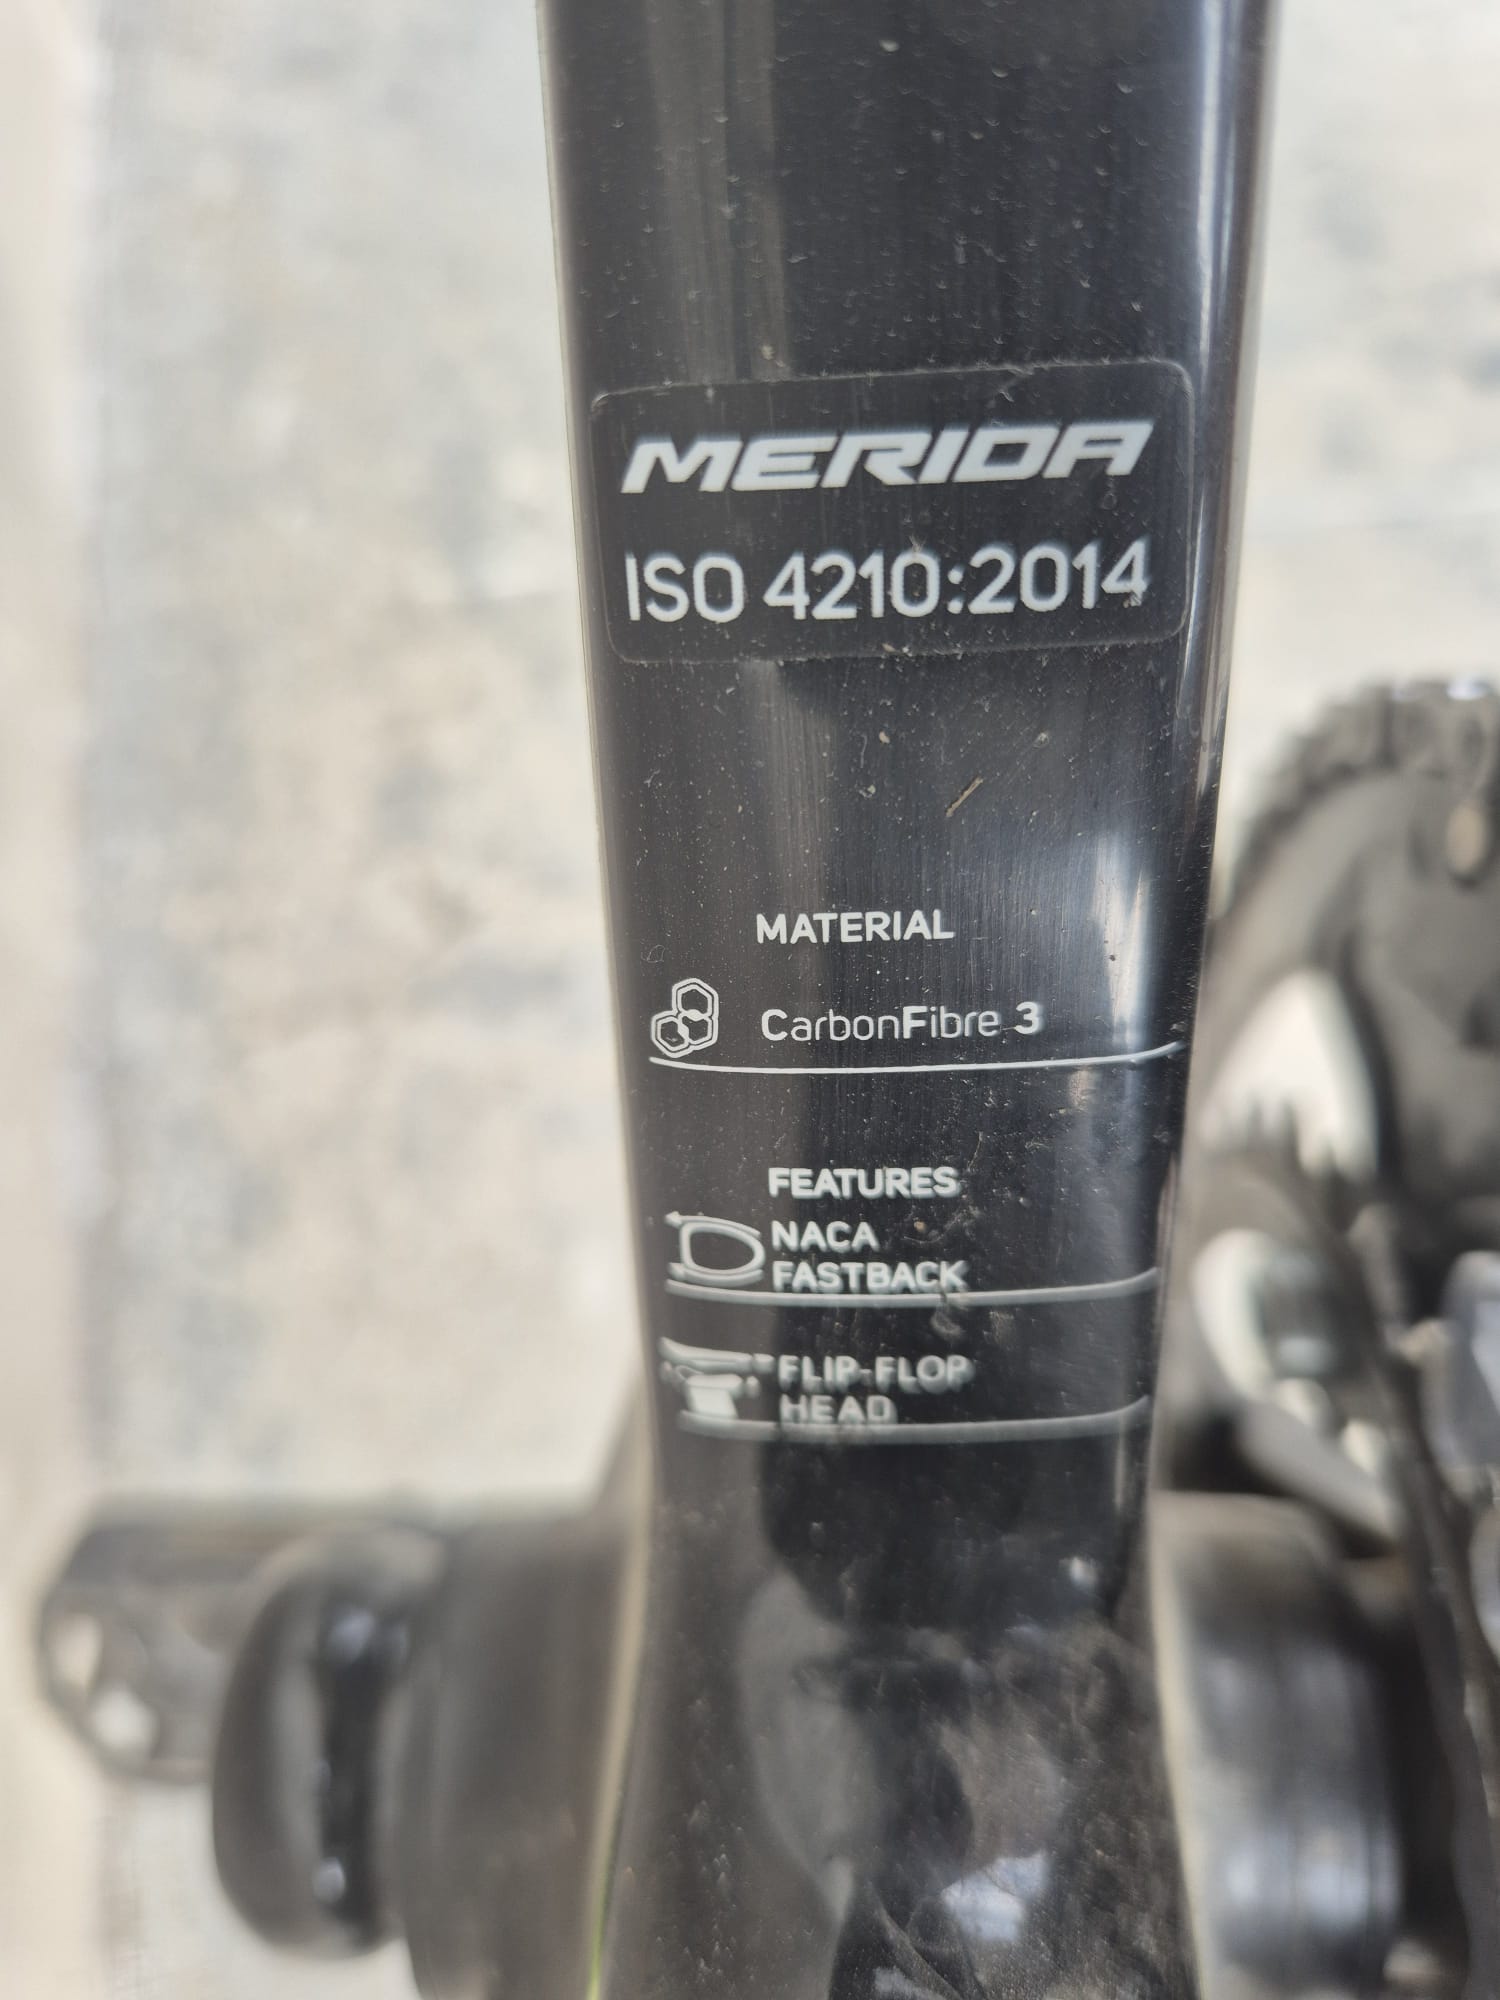 MERIDA
ISO 4210:2014
MATERIAL
CarbonFibre 3
FEATURES
NACA
FASTBACK
FLIP-FLOP
HEAD